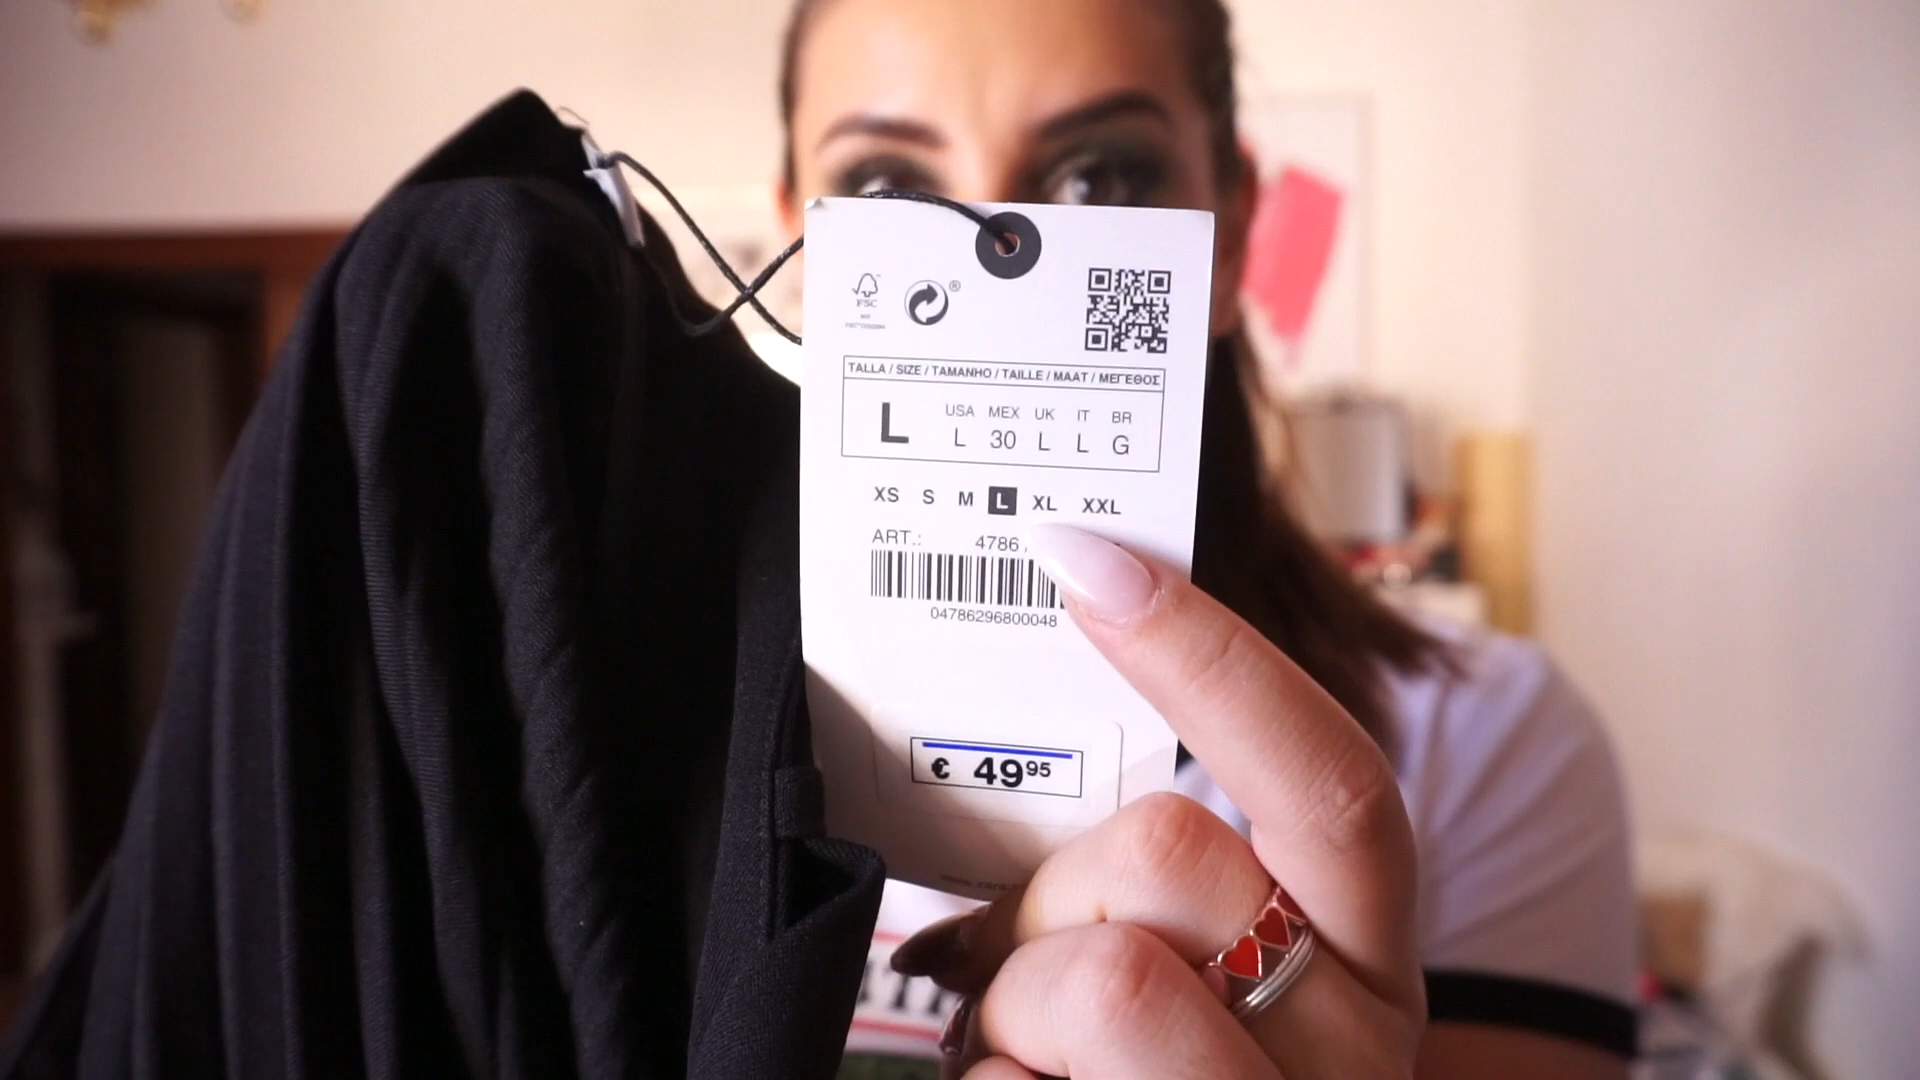 FSC
®
TALLA / SIZE / TAMANHO / TAILLE / MAAT / ΜΕΓΕΘΟΣ
L
USA MEX UK IT BR
L 30 L L G
XS S M L XL XXL
ART.: 4786
04786296800048
€ 49 95